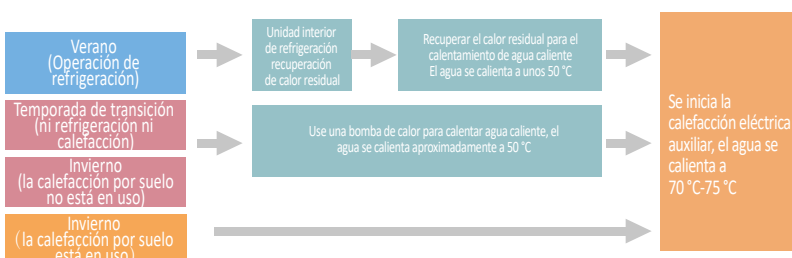 Verano
(Operación de
refrigeración)
Unidad interior
de refrigeración
recuperación
de calor residual
Recuperar el calor residual para el
calentamiento de agua caliente
El agua se calienta a unos 50 °C
Temporada de transición
(ni refrigeración ni
calefacción)
Use una bomba de calor para calentar agua caliente, el
agua se calienta aproximadamente a 50 °C
Invierno
(la calefacción por suelo
no está en uso)
Invierno
(la calefacción por suelo
está en uso)
Se inicia la
calefacción eléctrica
auxiliar, el agua se
calienta a
70 °C-75 °C